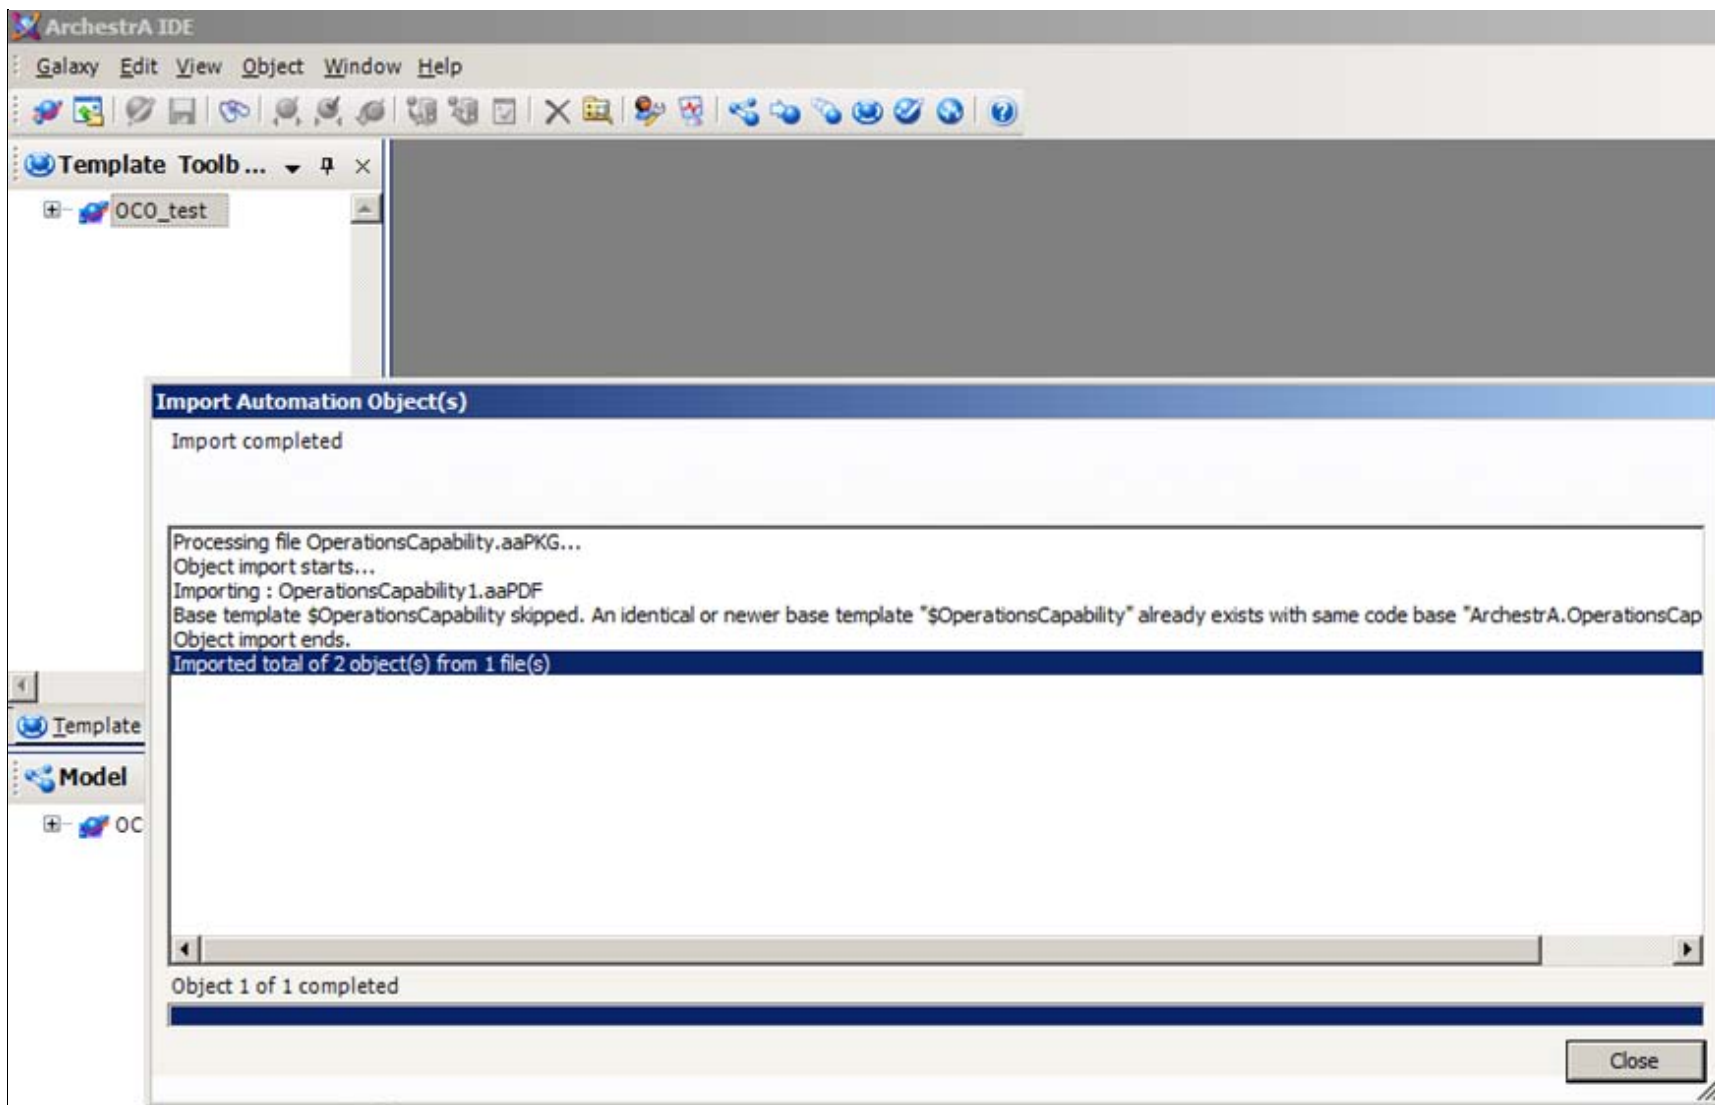 ArchestrA IDE
Galaxy Edit View Object Window Help
Template Toolb...
OCO_test
Import Automation Object(s)
Import completed
Processing file OperationsCapability.aaPKG...
Object import starts...
Importing : OperationsCapability1.aaPDF
Base template $OperationsCapability skipped. An identical or newer base template "$OperationsCapability" already exists with same code base "ArchestrA.OperationsCap
Object import ends.
Imported total of 2 object(s) from 1 file(s)
Template
Model
OC
Object 1 of 1 completed
Close